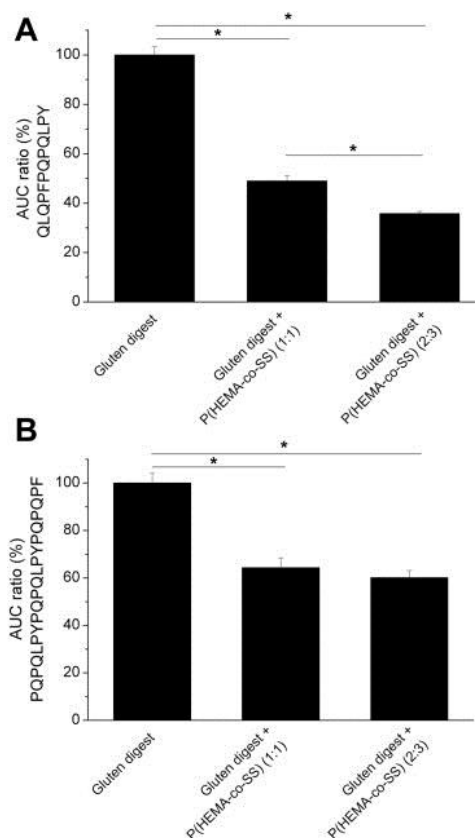 A
*
*
*
AUC ratio (%)
QLQPFPQPQLPY
100
80
60
40
20
0
Gluten digest
Gluten digest +
P(HEMA-co-SS) (1:1)
Gluten digest +
P(HEMA-co-SS) (2:3)
B
*
*
AUC ratio (%)
PQPQLPYPQPQLPYPQPQPF
100
80
60
40
20
0
Gluten digest
Gluten digest +
P(HEMA-co-SS) (1:1)
Gluten digest +
P(HEMA-co-SS) (2:3)